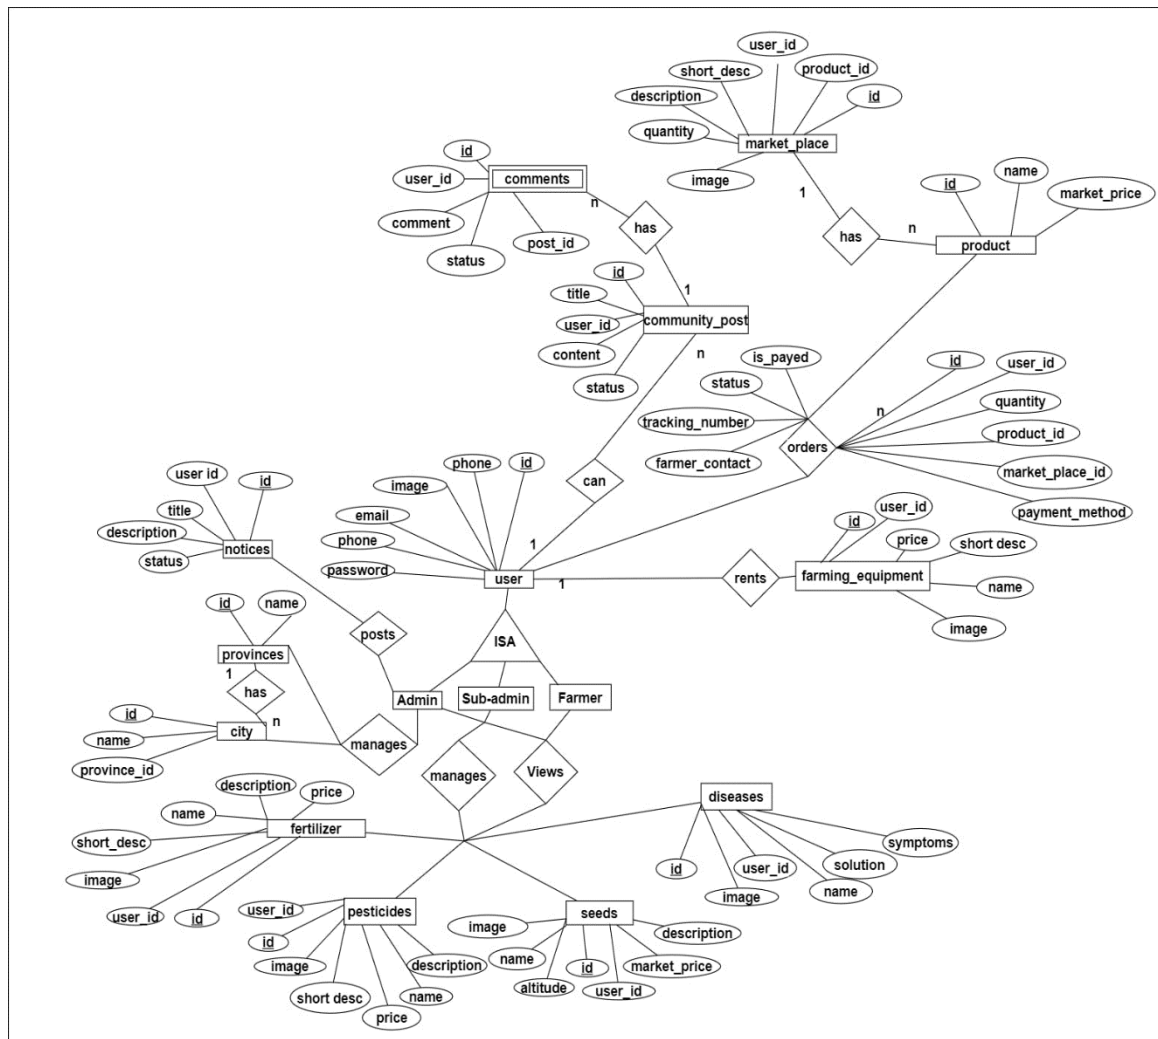 user_id
short_desc
product_id
description
id
quantity
market_place
image
1
id
user_id
comments
n
comment
post_id
status
has
id
name
market_price
has
n
product
id
title
1
user_id
community_post
content
status
n
is_payed
status
tracking_number
farmer_contact
orders
n
id
user_id
quantity
product_id
market_place_id
payment_method
user id
id
title
description
notices
status
phone
id
image
email
phone
password
can
1
user
1
rents
id
user_id
price
short desc
farming_equipment
name
image
id
name
provinces
1
has
n
id
city
name
province_id
posts
ISA
Admin
Sub-admin
Farmer
manages
manages
Views
description
price
name
fertilizer
short_desc
image
user_id
id
diseases
symptoms
solution
id
user_id
image
name
user_id
pesticides
id
image
description
short desc
name
price
image
seeds
description
name
id
market_price
altitude
user_id